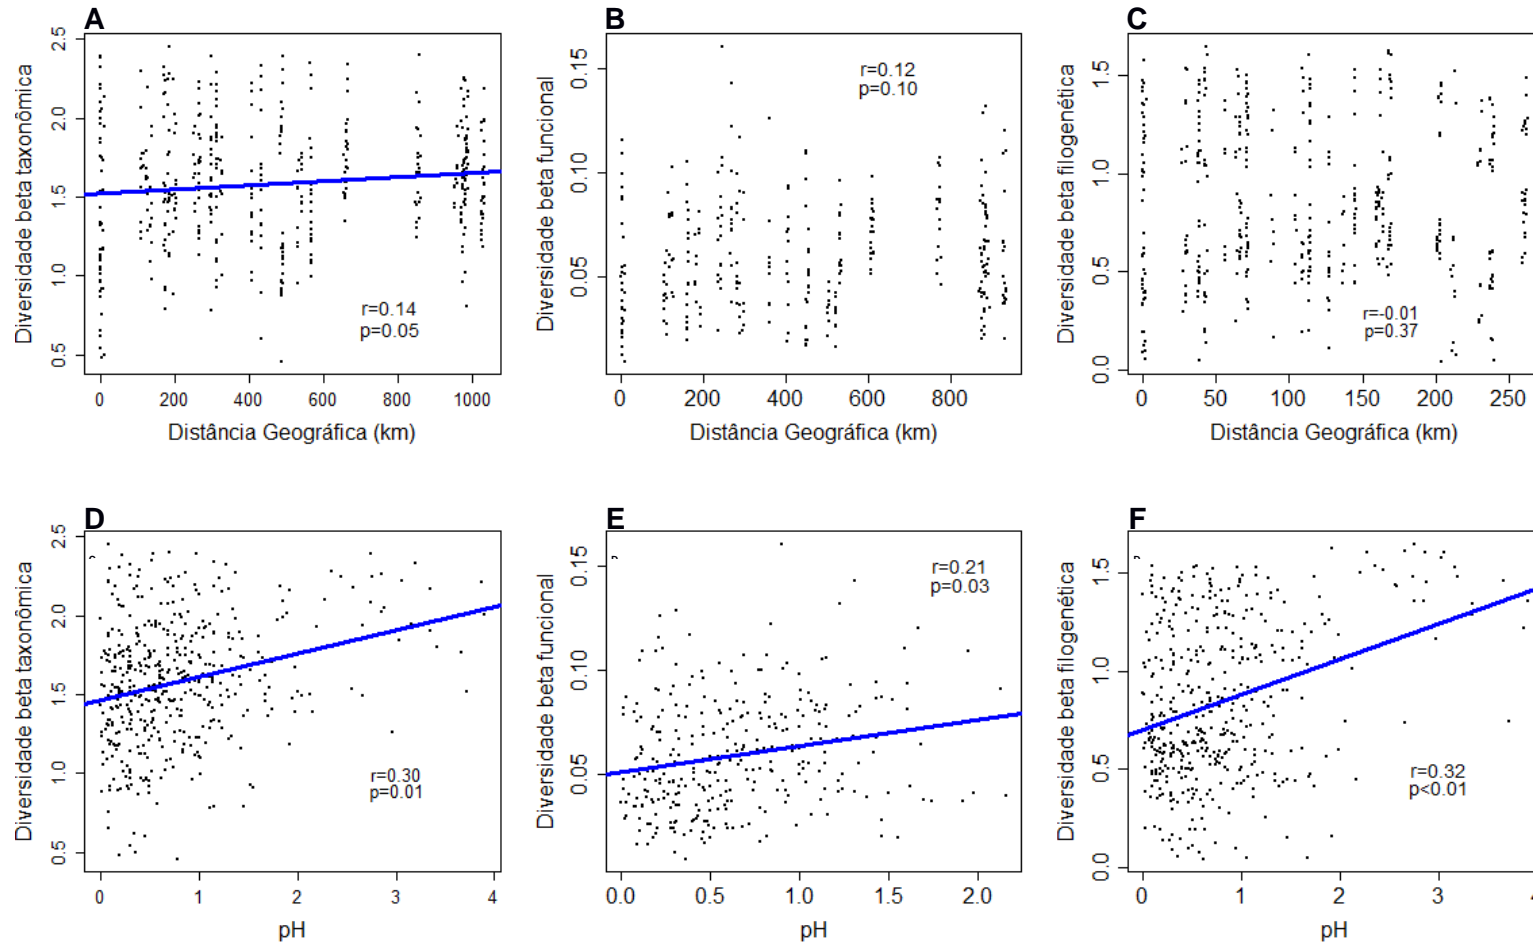 A
Diversidade beta taxonômica
2.5
2.0
1.5
1.0
0.5
r=0.14
p=0.05
0 200 400 600 800 1000
Distância Geográfica (km)
B
Diversidade beta funcional
0.15
0.10
0.05
r=0.12
p=0.10
0 200 400 600 800
Distância Geográfica (km)
C
Diversidade beta filogenética
1.5
1.0
0.5
0.0
r=-0.01
p=0.37
0 50 100 150 200 250
Distância Geográfica (km)
D
Diversidade beta taxonômica
2.5
2.0
1.5
1.0
0.5
r=0.30
p=0.01
0 1 2 3 4
pH
E
Diversidade beta funcional
0.15
0.10
0.05
r=0.21
p=0.03
0.0 0.5 1.0 1.5 2.0
pH
F
Diversidade beta filogenética
1.5
1.0
0.5
0.0
r=0.32
p<0.01
0 1 2 3
pH